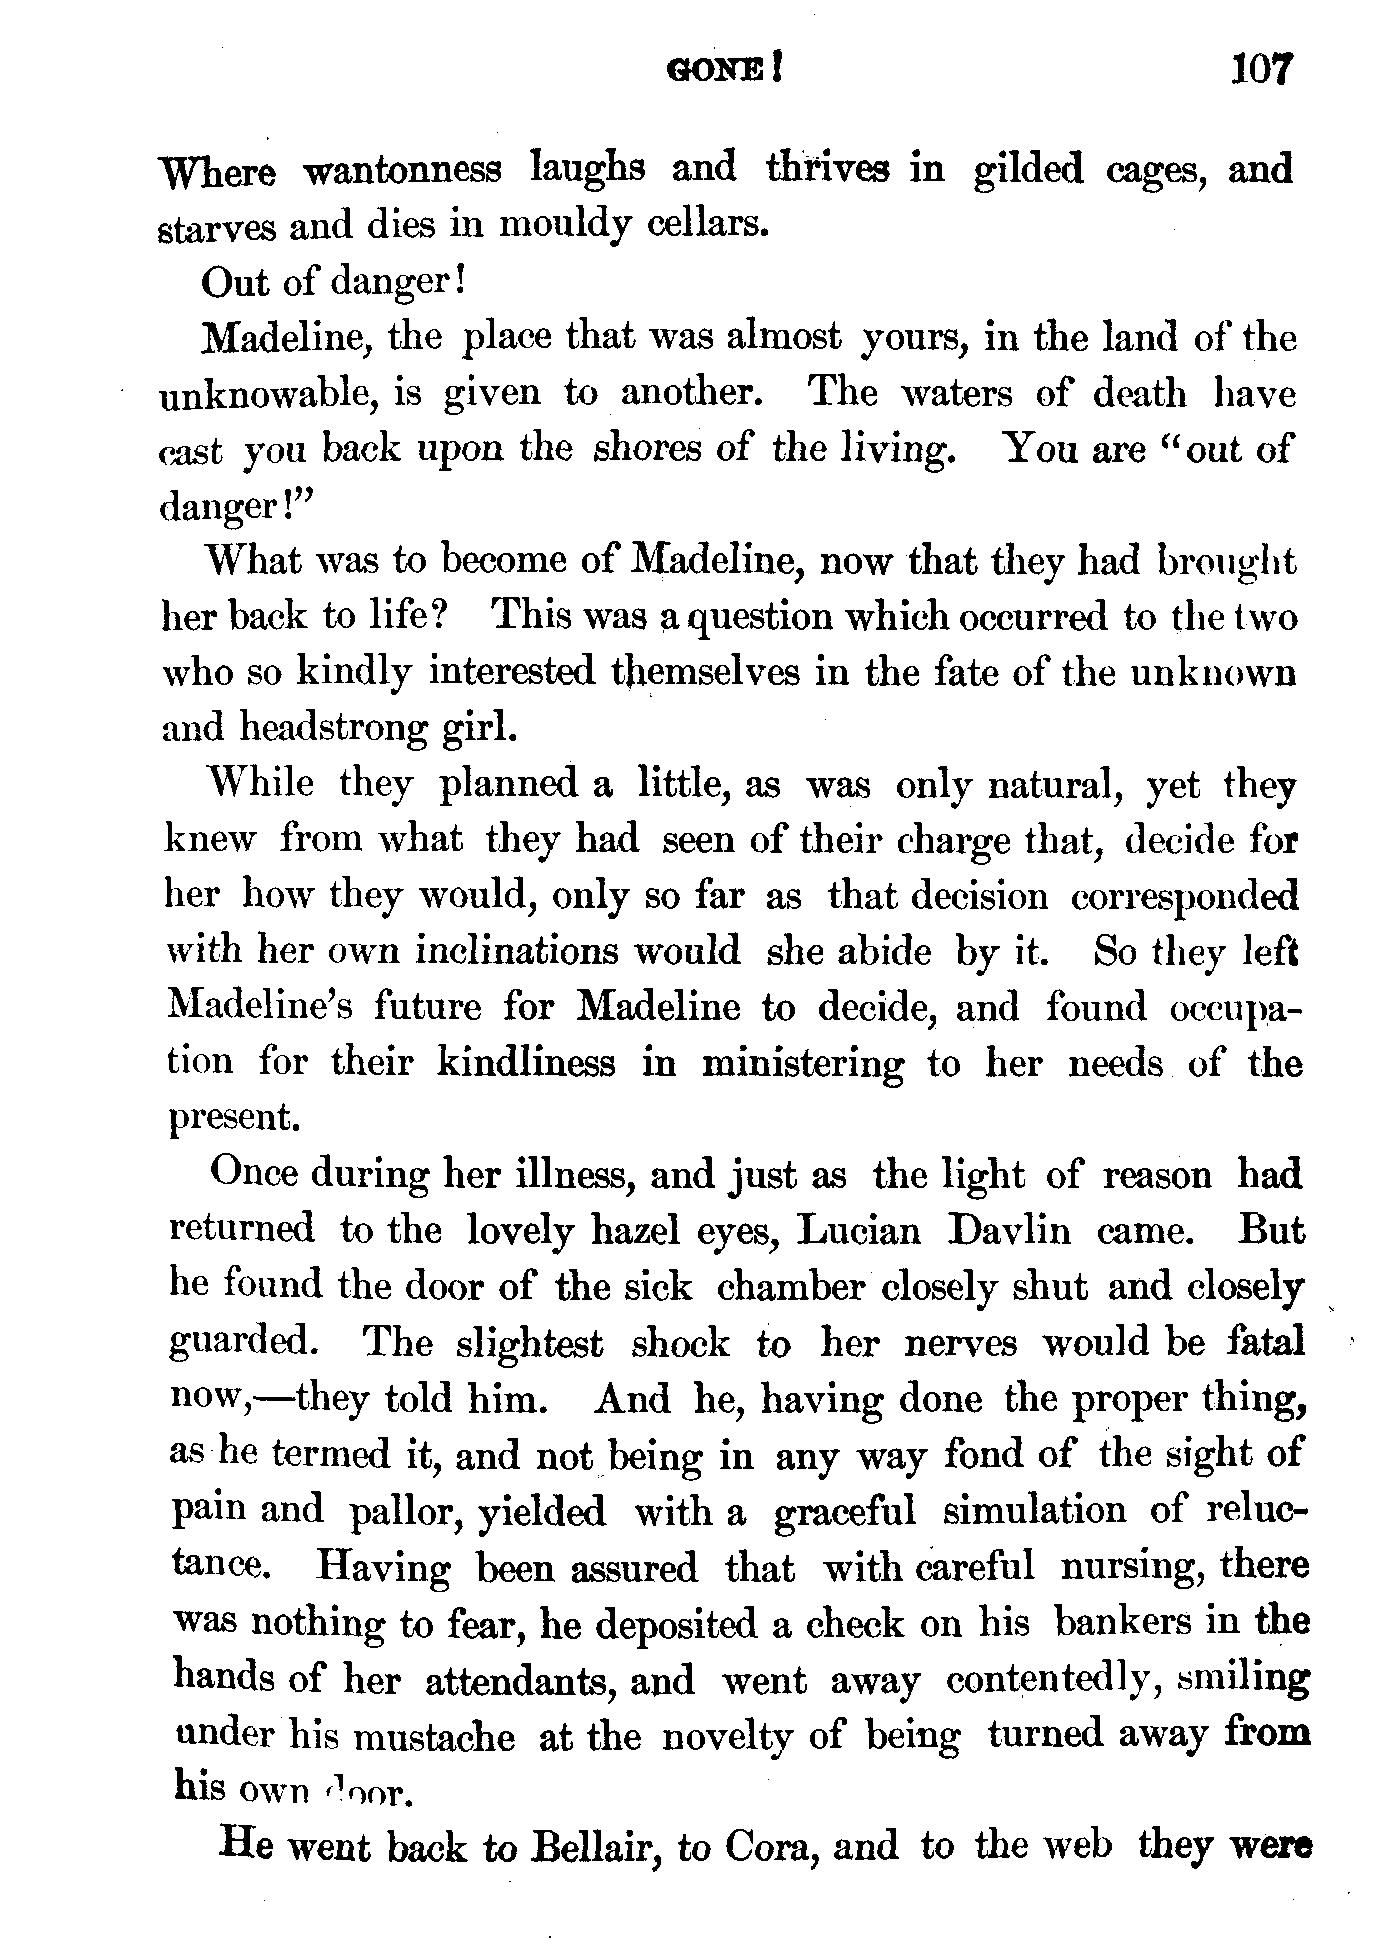 GONE! 107
Where wantonness laughs and thrives in gilded cages, and
starves and dies in mouldy cellars.
Out of danger!
Madeline, the place that was almost yours, in the land of the
unknowable, is given to another. The waters of death have
cast you back upon the shores of the living. You are "out of
danger!"
What was to become of Madeline, now that they had brought
her back to life? This was a question which occurred to the two
who so kindly interested themselves in the fate of the unknown
and headstrong girl.
While they planned a little, as was only natural, yet they
knew from what they had seen of their charge that, decide for
her how they would, only so far as that decision corresponded
with her own inclinations would she abide by it. So they left
Madeline's future for Madeline to decide, and found occupa-
tion for their kindliness in ministering to her needs of the
present.
Once during her illness, and just as the light of reason had
returned to the lovely hazel eyes, Lucian Davlin came. But
he found the door of the sick chamber closely shut and closely
guarded. The slightest shock to her nerves would be fatal
now,—they told him. And he, having done the proper thing,
as he termed it, and not being in any way fond of the sight of
pain and pallor, yielded with a graceful simulation of reluc-
tance. Having been assured that with careful nursing, there
was nothing to fear, he deposited a check on his bankers in the
hands of her attendants, and went away contentedly, smiling
under his mustache at the novelty of being turned away from
his own door.
He went back to Bellair, to Cora, and to the web they were